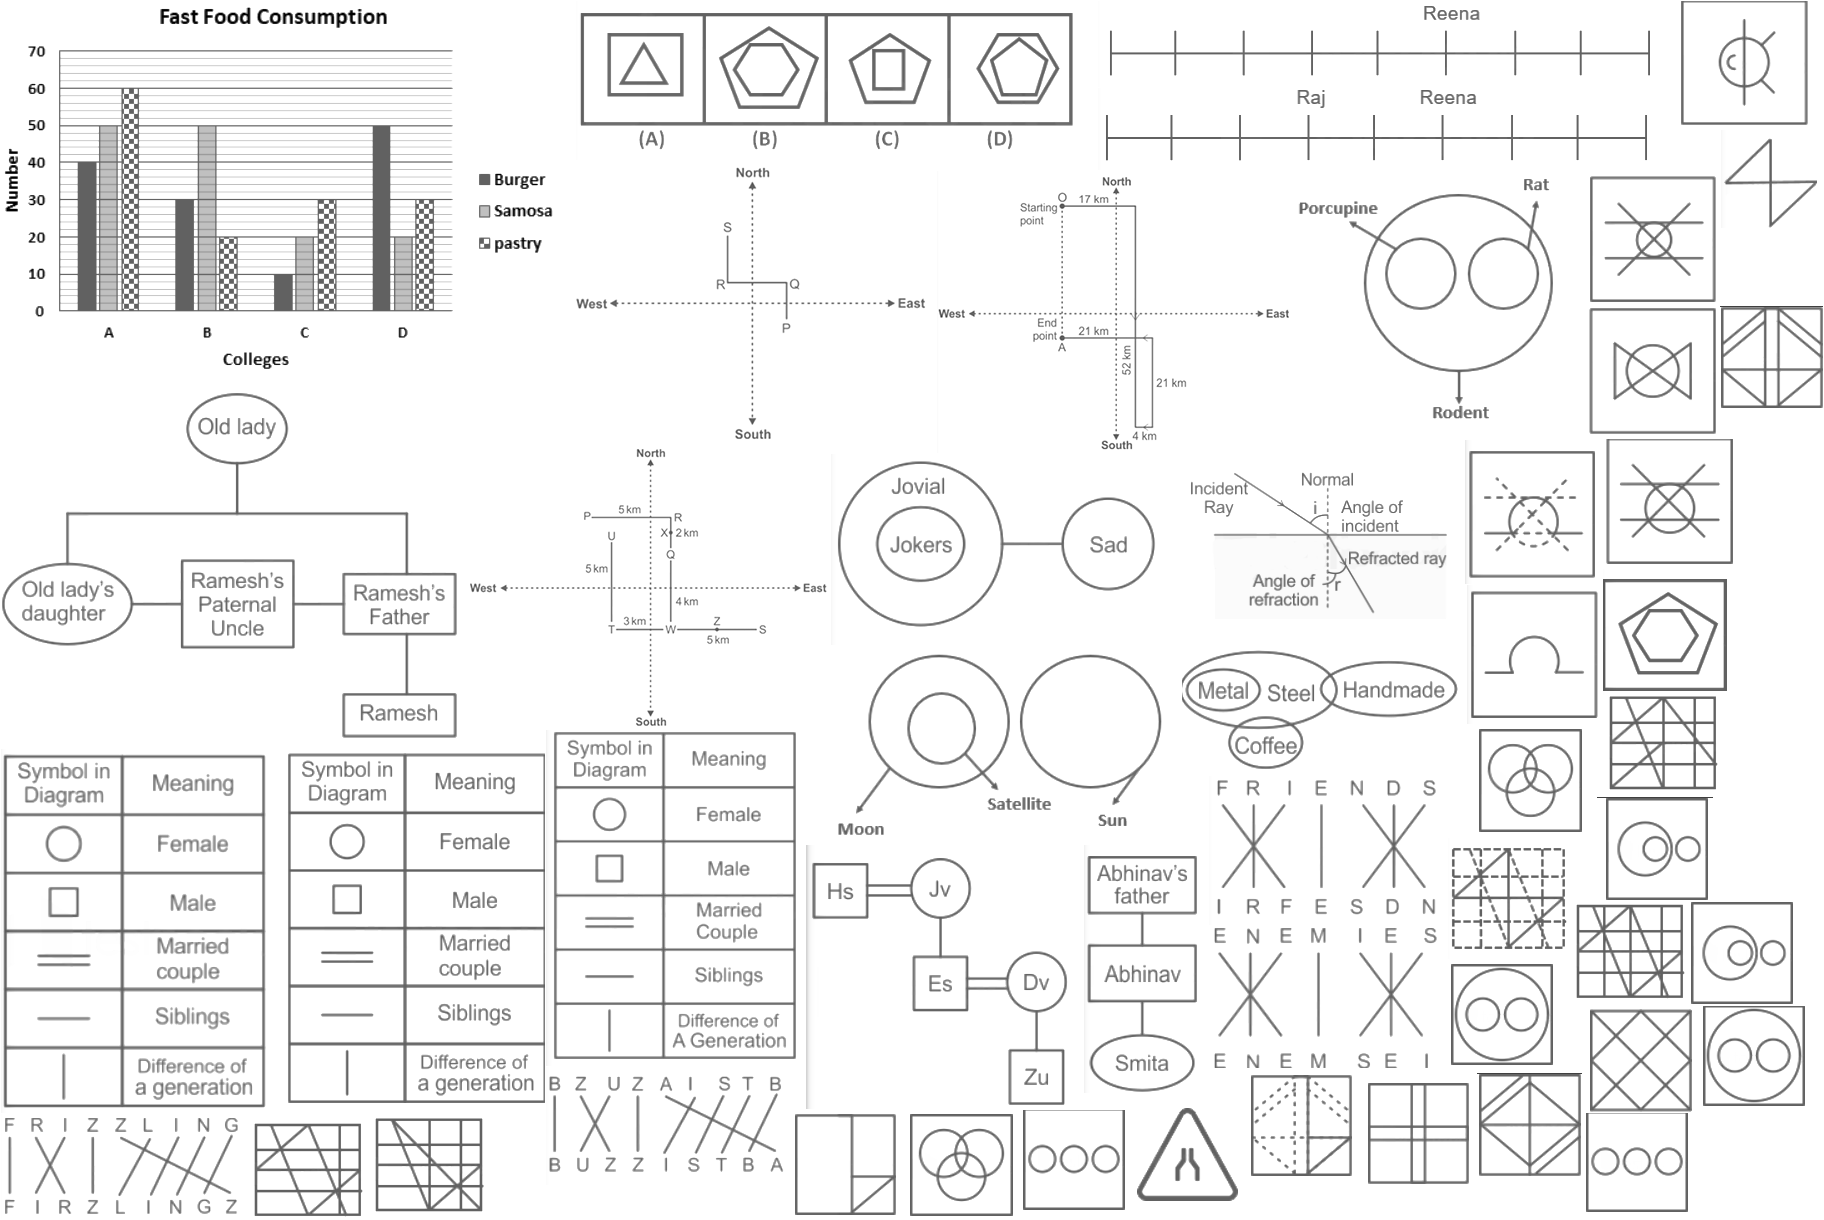 Fast Food Consumption
70
60
50
40
30
20
10
0
Number
A B C D
Colleges
Burger
Samosa
pastry
(A) (B) (C) (D)
Reena
Raj Reena
North
S
R Q
West East
P
South
North
O 17 km
Starting
point
West East
End
point
21 km
A
52 km
21 km
4 km
South
Rat
Porcupine
Rodent
Old lady
Old lady's
daughter
Ramesh's
Paternal
Uncle
Ramesh's
Father
Ramesh
North
P 5 km R
X 2 km
U
Q
5 km
West East
4 km
T 3 km W Z S
5 km
South
Jovial
Jokers
Sad
Incident
Ray
Normal
i
Angle of
incident
Refracted ray
Angle of
refraction
r
Moon
Satellite
Sun
Metal Steel Handmade
Coffee
Symbol in
Diagram
Meaning
Female
Male
Married
couple
Siblings
Difference of
a generation
Symbol in
Diagram
Meaning
Female
Male
Married
couple
Siblings
Difference of
a generation
Symbol in
Diagram
Meaning
Female
Male
Married
Couple
Siblings
Difference of
A Generation
Hs Jv
Es Dv
Zu
Abhinav's
father
Abhinav
Smita
F R I E N D S
I R F E S D N
E N E M I E S
E N E M S E I
F R I Z Z L I N G
F I R Z L I N G Z
B Z U Z A I S T B
B U Z Z I S T B A